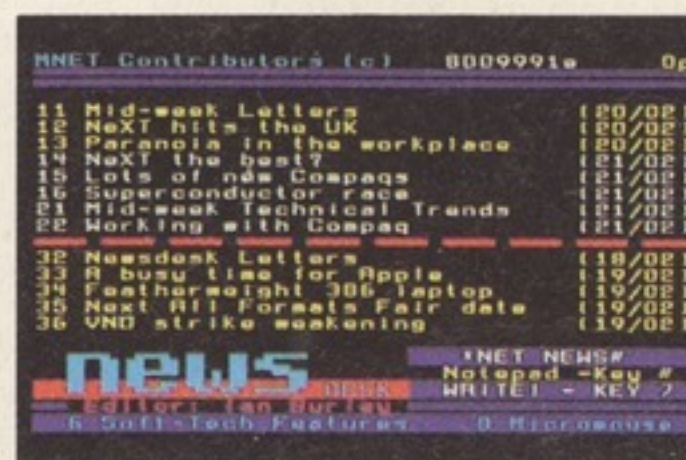 MNET Contributors (c) 8009991a 0p
11 Mid-week Letters (20/02)
12 NeXT hits the UK (20/02)
13 Paranoia in the workplace (20/02)
14 NeXT the best? (21/02)
15 Lots of new Compaqs (21/02)
16 Superconductor race (21/02)
21 Mid-week Technical Trends (21/02)
22 Working with Compaq (21/02)
32 Newsdesk Letters (18/02)
33 A busy time for Apple (19/02)
34 Featherweight 386 laptop (19/02)
35 Next All Formats Fair date (19/02)
36 VNU strike weakening (19/02)
news DESK
*NET NEWS#
Notepad -Key #
WRITE! - KEY 7
Editor: Ian Burley
6 Soft-Tech Features 0 Micromouse